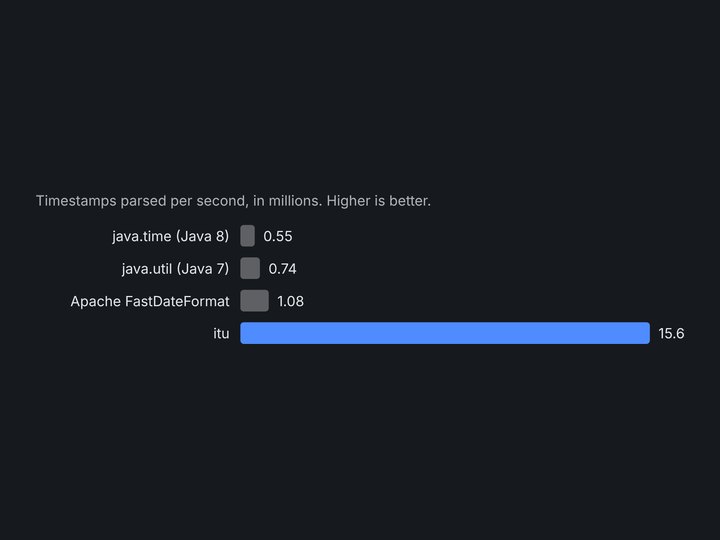 Timestamps parsed per second, in millions. Higher is better.
java.time (Java 8) 0.55
java.util (Java 7) 0.74
Apache FastDateFormat 1.08
itu 15.6